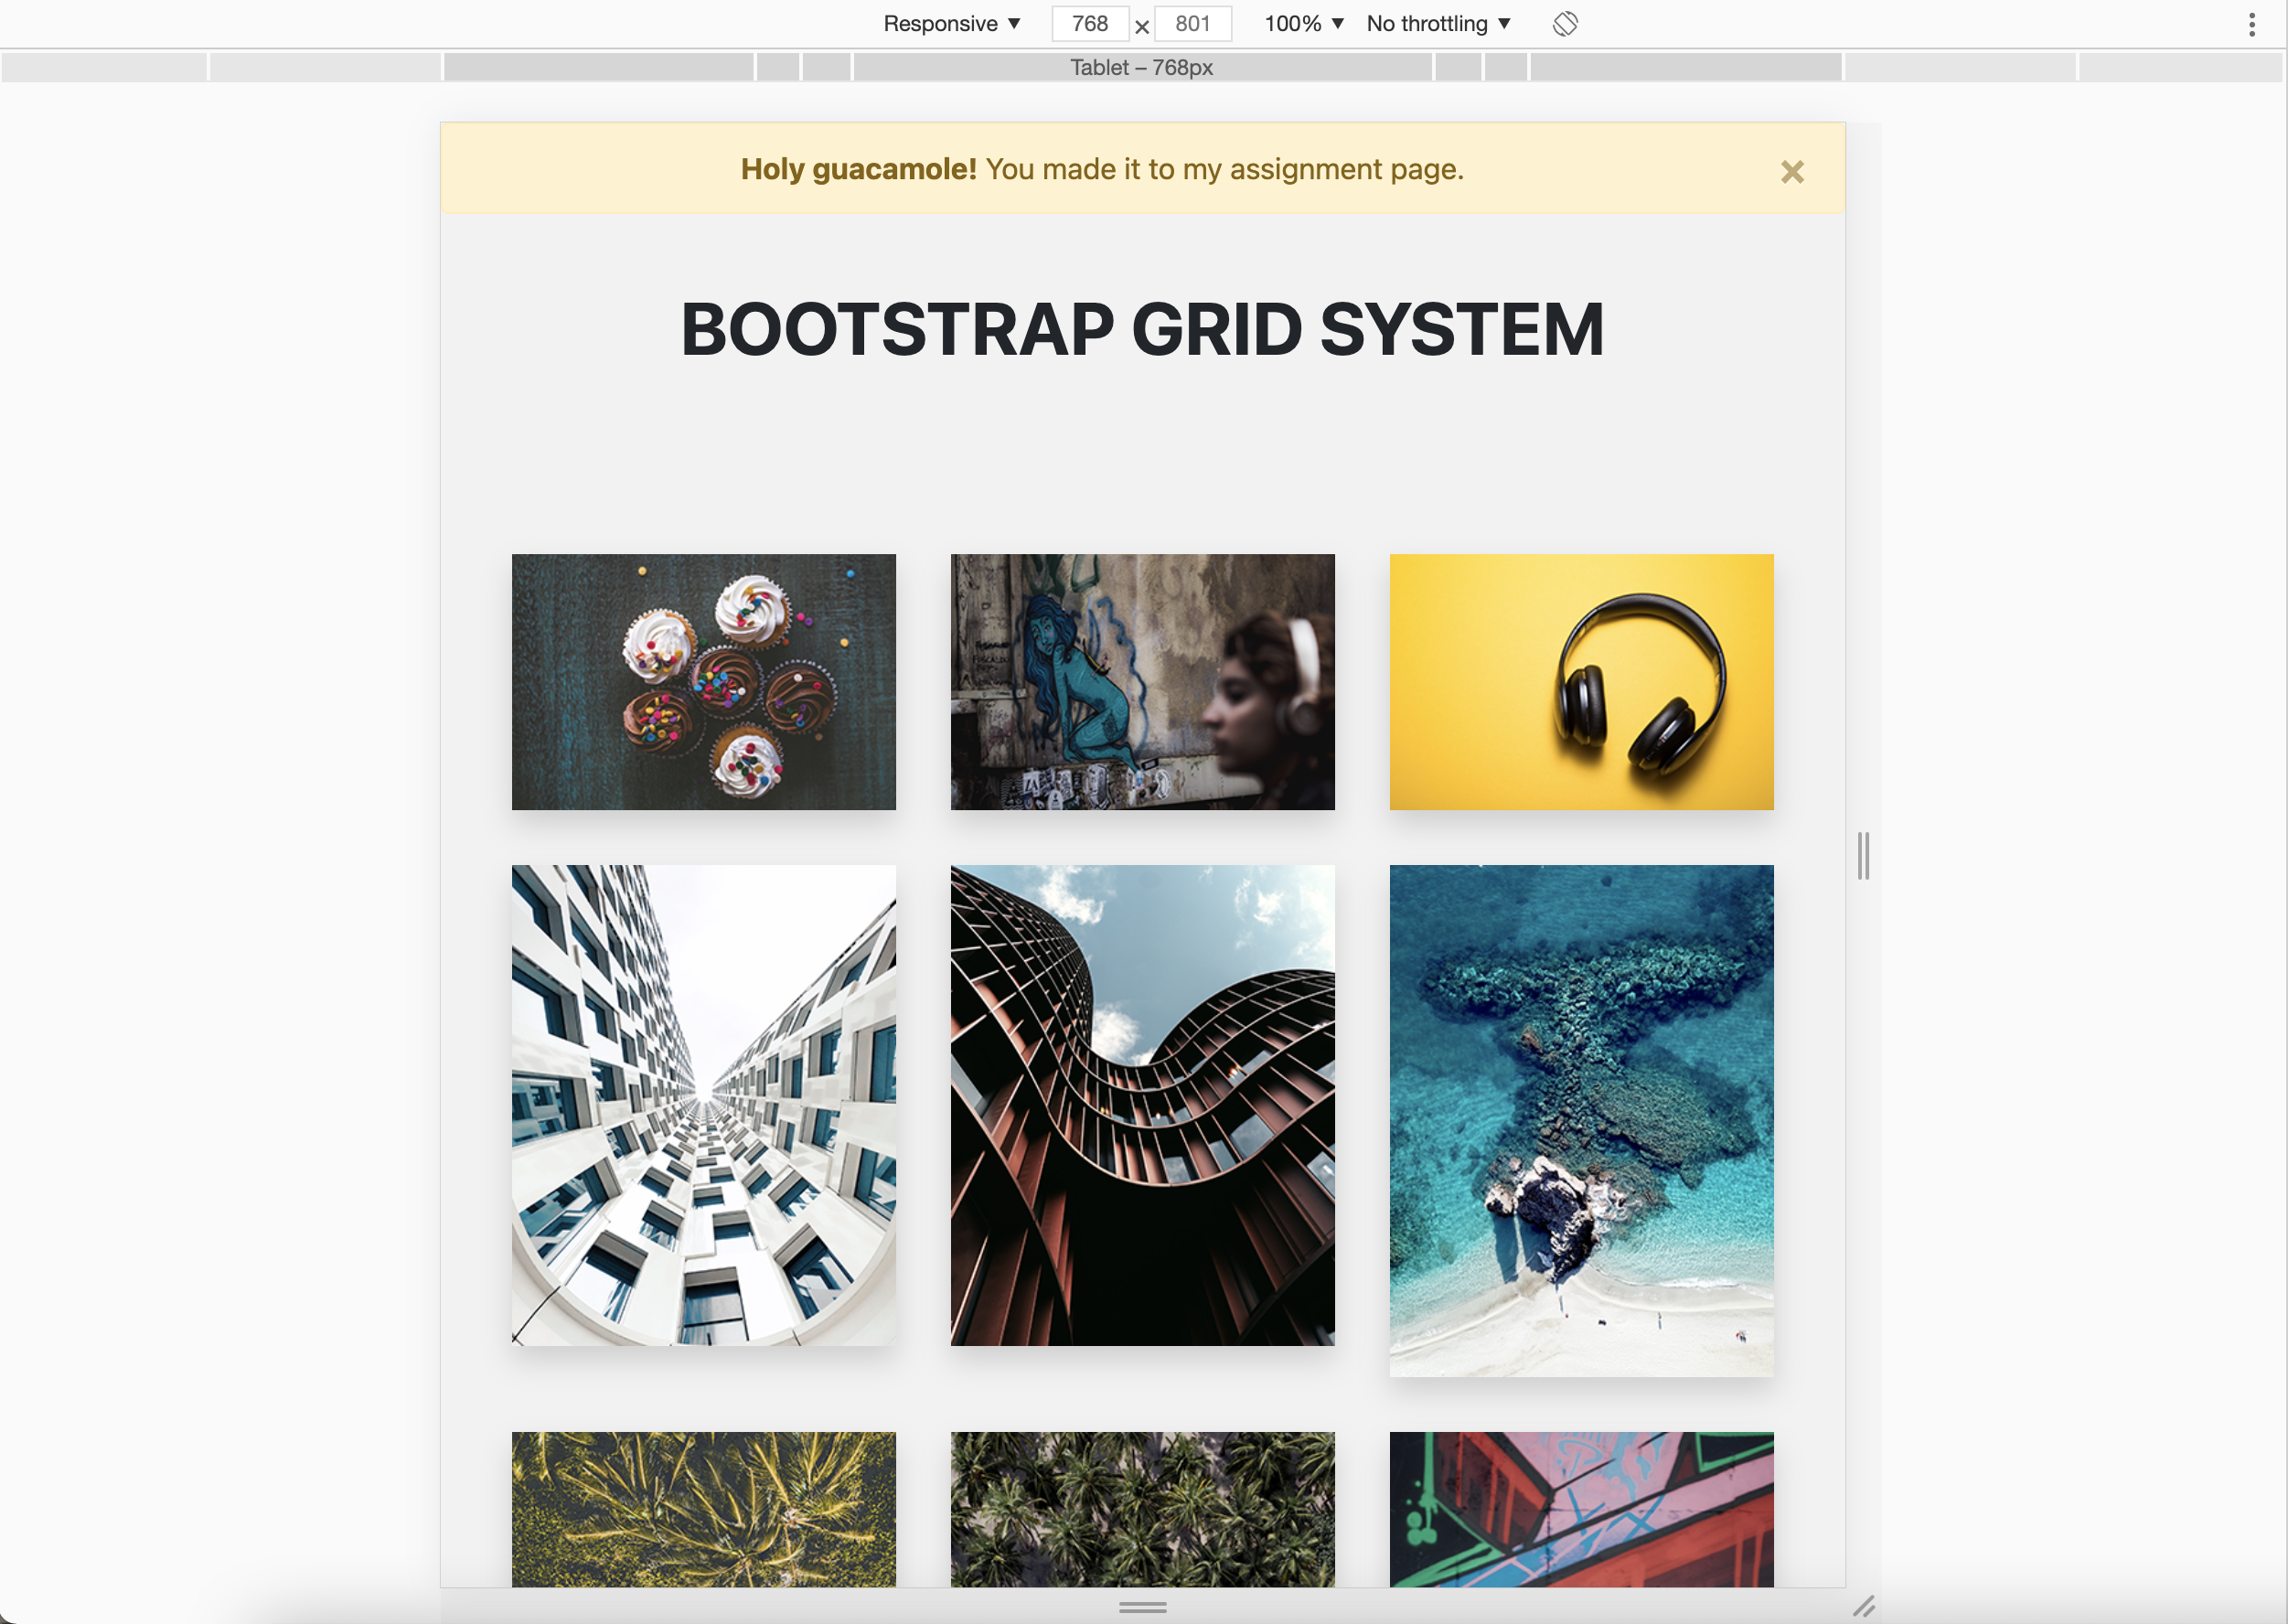 Responsive ▼ 768 × 801 100% ▼ No throttling ▼
Tablet – 768px
Holy guacamole! You made it to my assignment page. ×
BOOTSTRAP GRID SYSTEM